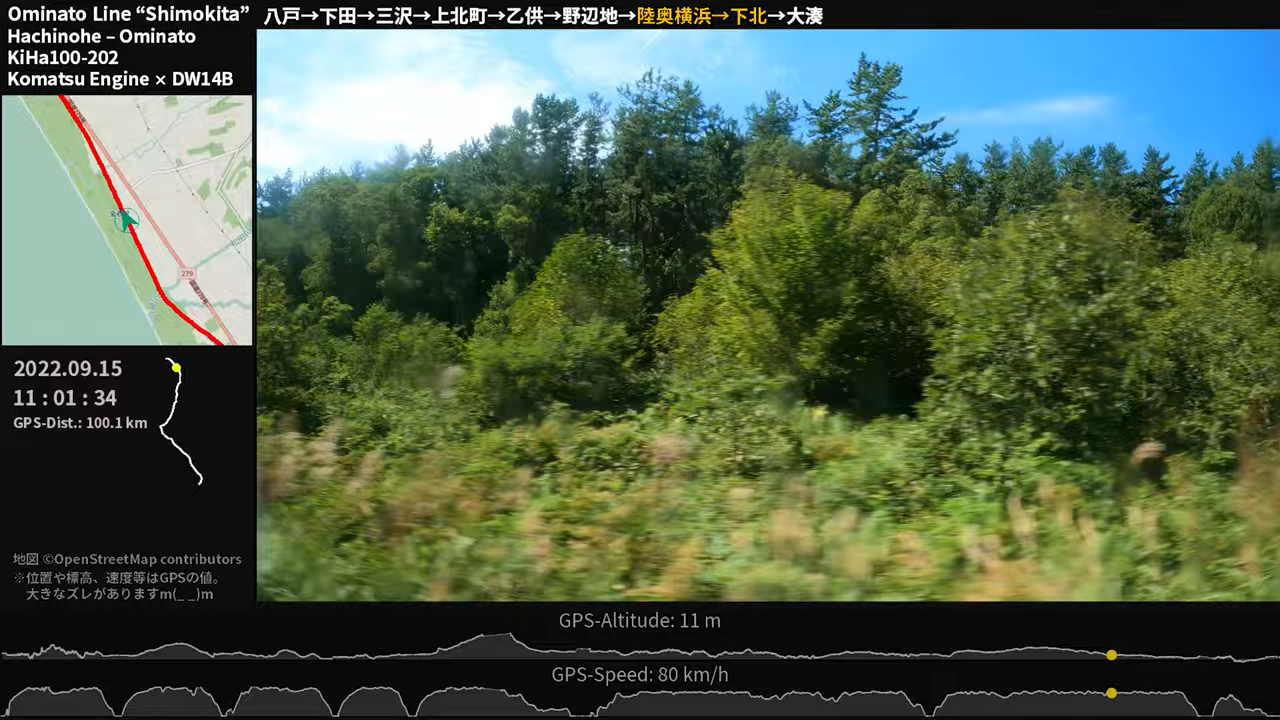 Ominato Line “Shimokita”
Hachinohe – Ominato
KiHa100-202
Komatsu Engine × DW14B
八戸→下田→三沢→上北町→乙供→野辺地→陸奥横浜→下北→大湊
279
2022.09.15
11 : 01 : 34
GPS-Dist.: 100.1 km
地図 ©OpenStreetMap contributors
※位置や標高、速度等はGPSの値。
大きなズレがありますm(_ _)m
GPS-Altitude: 11 m
GPS-Speed: 80 km/h